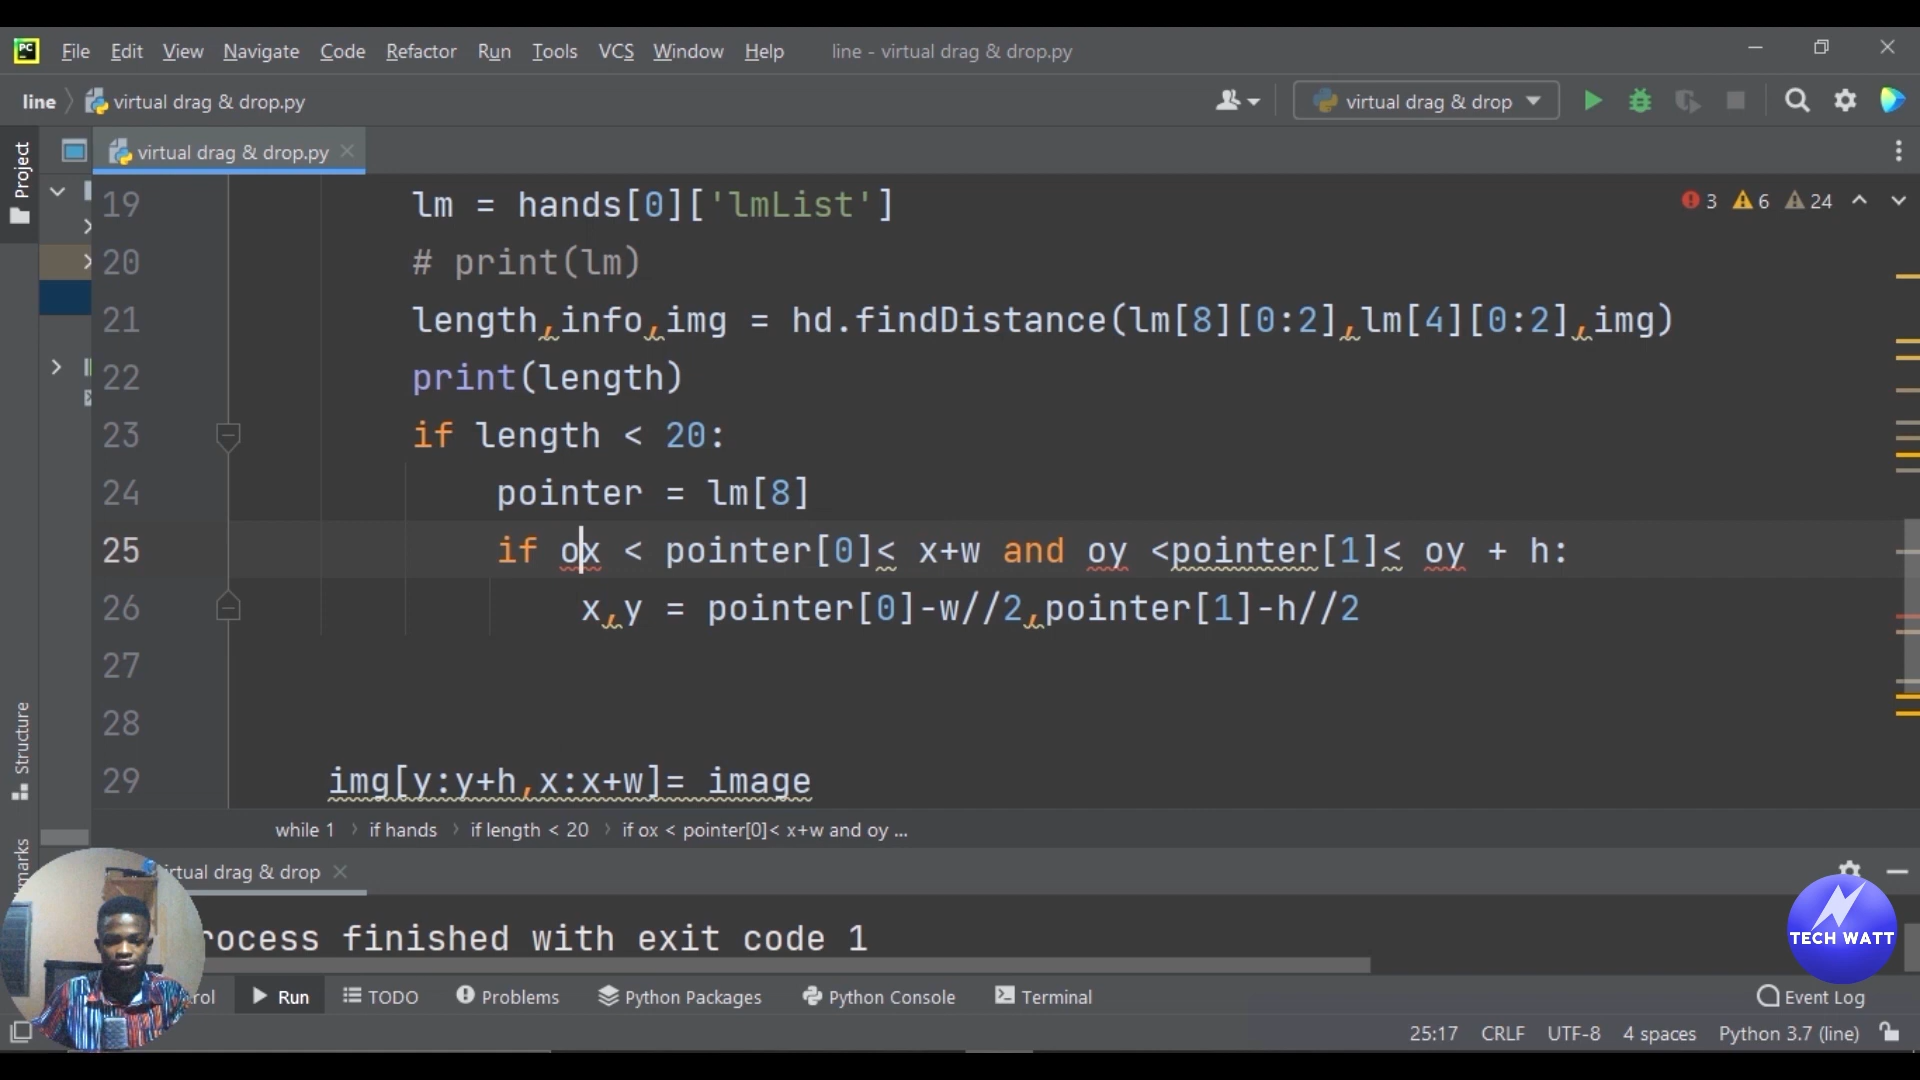 PC File Edit View Navigate Code Refactor Run Tools VCS Window Help line - virtual drag & drop.py
line virtual drag & drop.py virtual drag & drop
Project virtual drag & drop.py
19 lm = hands[0]['lmList'] 3 6 24
20 # print(lm)
21 length,info,img = hd.findDistance(lm[8][0:2],lm[4][0:2],img)
22 print(length)
23 if length < 20:
24 pointer = lm[8]
25 if ox < pointer[0]< x+w and oy <pointer[1]< oy + h:
26 x,y = pointer[0]-w//2,pointer[1]-h//2
27
28
29 img[y:y+h,x:x+w]= image
Structure
while 1 if hands if length < 20 if ox < pointer[0]< x+w and oy ...
marks
irtual drag & drop
rocess finished with exit code 1
TECH WATT
rol Run TODO Problems Python Packages Python Console Terminal Event Log
25:17 CRLF UTF-8 4 spaces Python 3.7 (line)